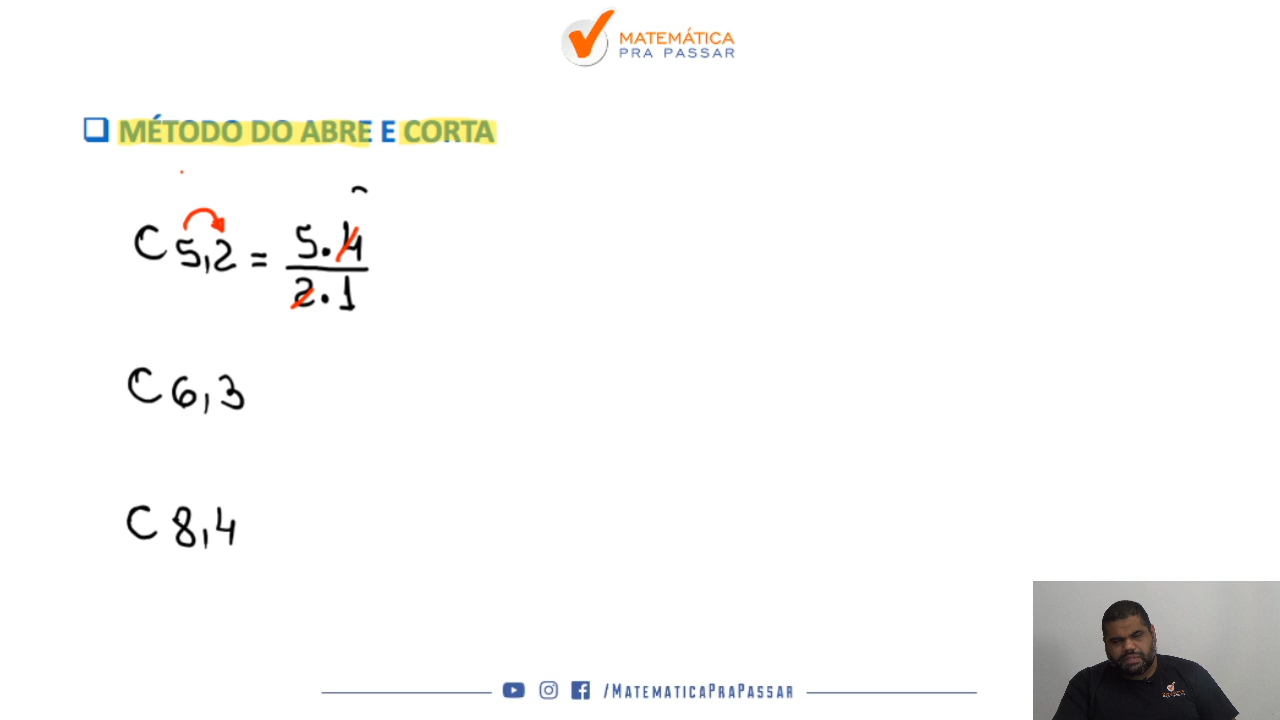 MATEMÁTICA
PRA PASSAR
MÉTODO DO ABRE E CORTA
C 5,2 = 5.4
2.1
C 6,3
C 8,4
/MATEMATICAPRAPASSAR